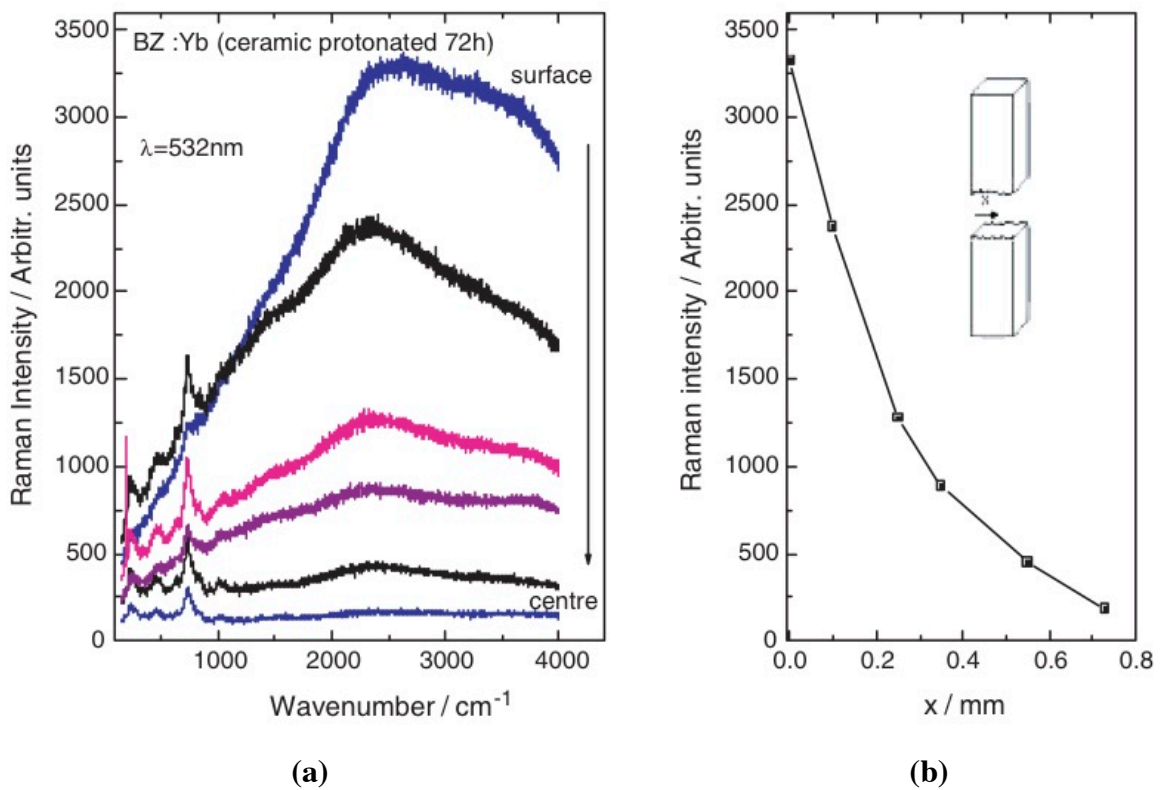 BZ :Yb (ceramic protonated 72h)
surface
λ=532nm
centre
Raman Intensity / Arbitr. units
3500
3000
2500
2000
1500
1000
500
0
1000 2000 3000 4000
Wavenumber / cm⁻¹
(a)
Raman intensity / Arbitr. units
3500
3000
2500
2000
1500
1000
500
0
x
0.0 0.2 0.4 0.6 0.8
x / mm
(b)